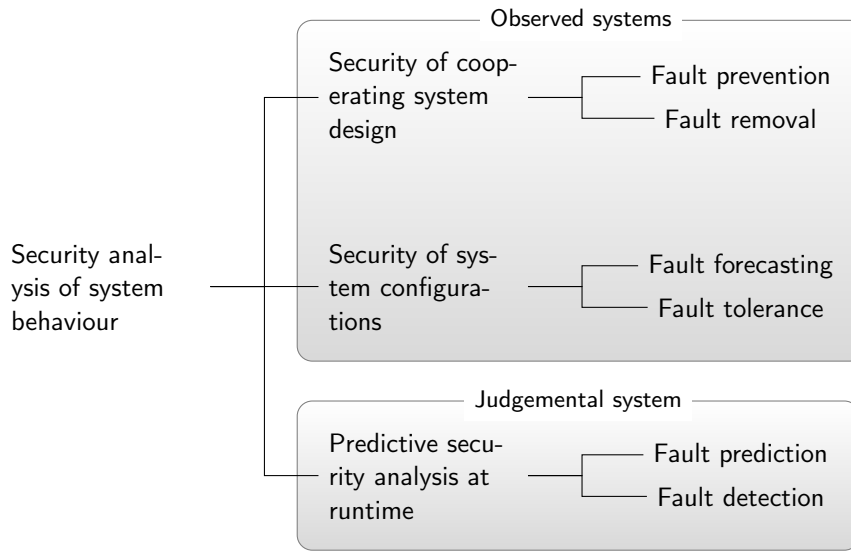 Observed systems
Security of coop-
erating system
design
Fault prevention
Fault removal
Security anal-
ysis of system
behaviour
Security of sys-
tem configura-
tions
Fault forecasting
Fault tolerance
Judgemental system
Predictive secu-
rity analysis at
runtime
Fault prediction
Fault detection